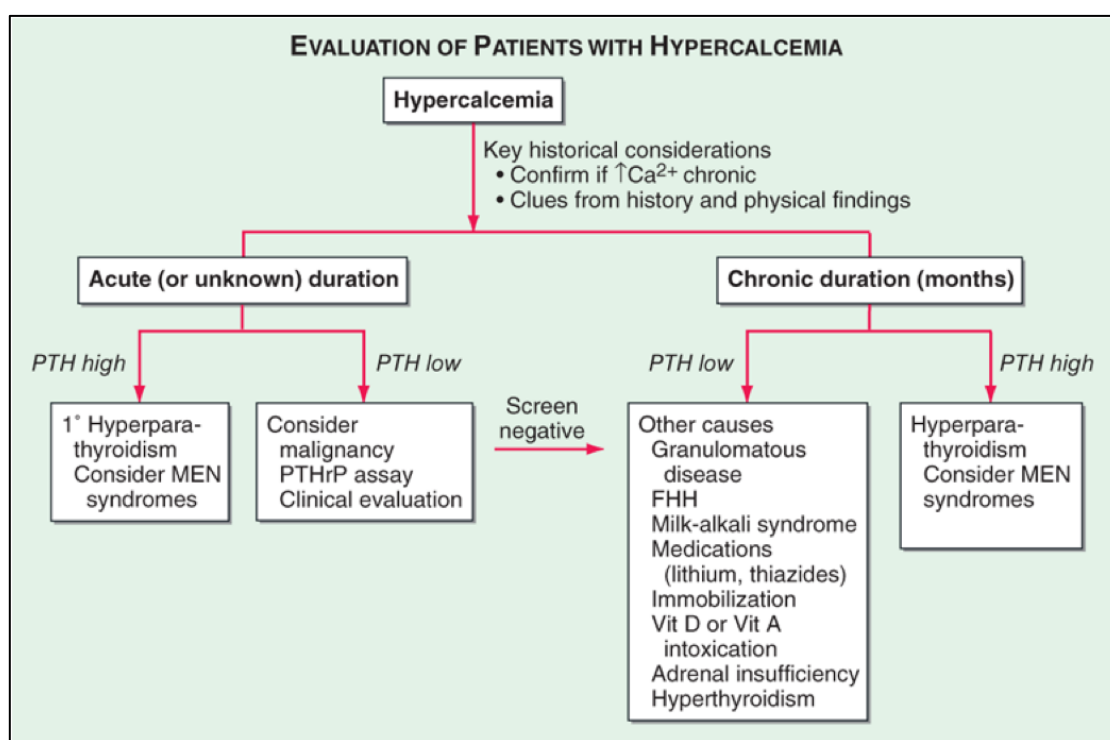 EVALUATION OF PATIENTS WITH HYPERCALCEMIA
Hypercalcemia
Key historical considerations
• Confirm if ↑Ca²⁺ chronic
• Clues from history and physical findings
Acute (or unknown) duration
Chronic duration (months)
PTH high
PTH low
PTH low
PTH high
1° Hyperpara-
thyroidism
Consider MEN
syndromes
Consider
malignancy
PTHrP assay
Clinical evaluation
Screen
negative
Other causes
Granulomatous
disease
FHH
Milk-alkali syndrome
Medications
(lithium, thiazides)
Immobilization
Vit D or Vit A
intoxication
Adrenal insufficiency
Hyperthyroidism
Hyperpara-
thyroidism
Consider MEN
syndromes